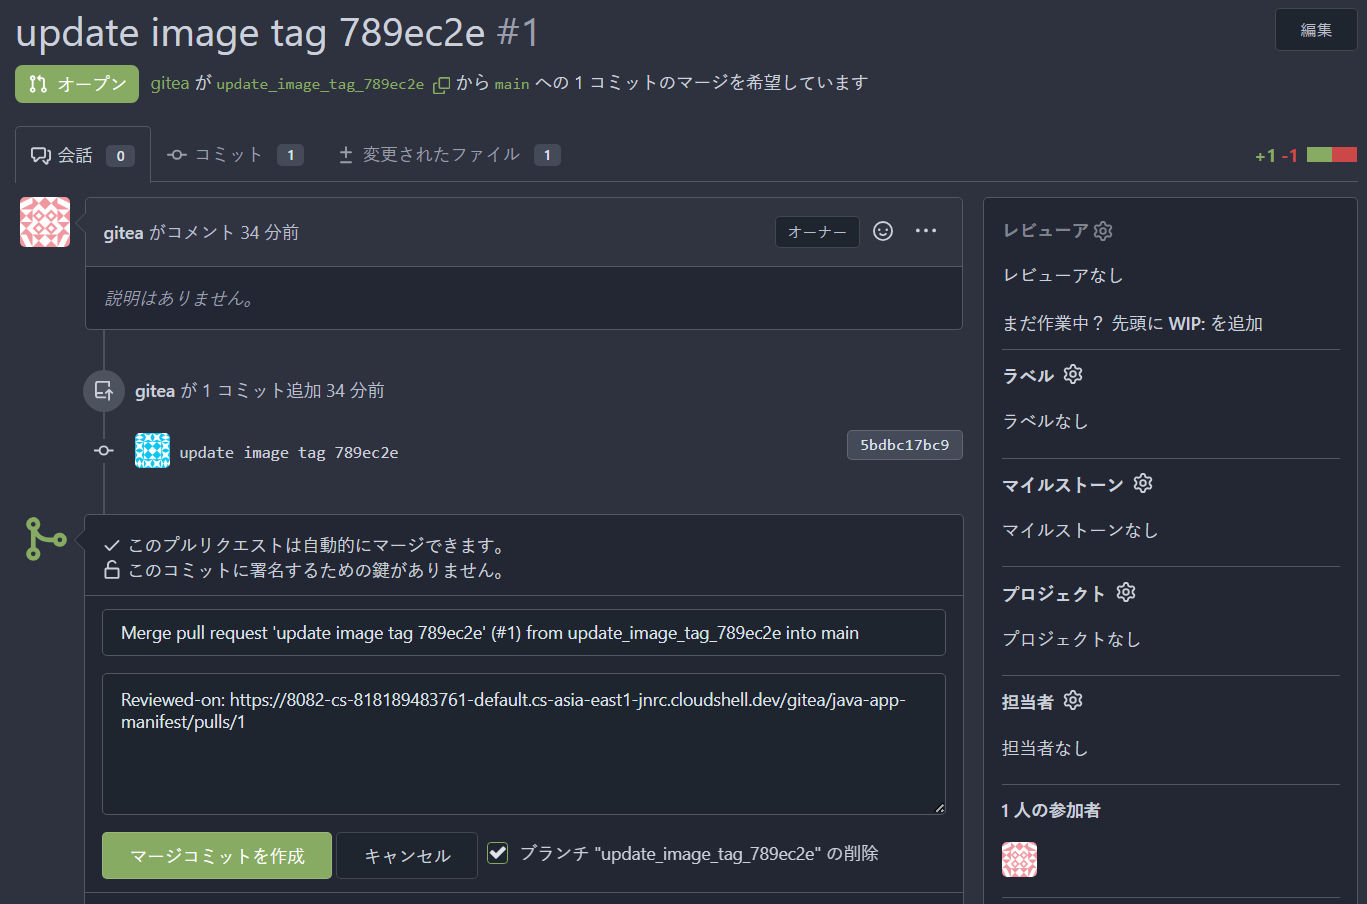 update image tag 789ec2e #1
編集
オープン
gitea が update_image_tag_789ec2e から main への 1 コミットのマージを希望しています
会話 0
コミット 1
変更されたファイル 1
+1 -1
gitea がコメント 34 分前
オーナー
説明はありません。
gitea が 1 コミット追加 34 分前
update image tag 789ec2e
5bdbc17bc9
このプルリクエストは自動的にマージできます。
このコミットに署名するための鍵がありません。
Merge pull request 'update image tag 789ec2e' (#1) from update_image_tag_789ec2e into main
Reviewed-on: https://8082-cs-818189483761-default.cs-asia-east1-jnrc.cloudshell.dev/gitea/java-app-
manifest/pulls/1
マージコミットを作成
キャンセル
ブランチ "update_image_tag_789ec2e" の削除
レビューア
レビューアなし
まだ作業中？ 先頭に WIP: を追加
ラベル
ラベルなし
マイルストーン
マイルストーンなし
プロジェクト
プロジェクトなし
担当者
担当者なし
1 人の参加者